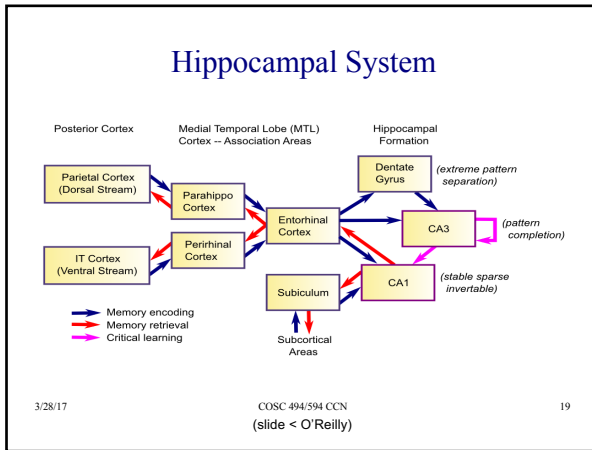 Hippocampal System
Posterior Cortex
Medial Temporal Lobe (MTL)
Cortex -- Association Areas
Hippocampal
Formation
Parietal Cortex
(Dorsal Stream)
Parahippo
Cortex
Entorhinal
Cortex
Dentate
Gyrus
(extreme pattern
separation)
CA3
(pattern
completion)
IT Cortex
(Ventral Stream)
Perirhinal
Cortex
Subiculum
CA1
(stable sparse
invertable)
Memory encoding
Memory retrieval
Critical learning
Subcortical
Areas
3/28/17
COSC 494/594 CCN
19
(slide < O'Reilly)